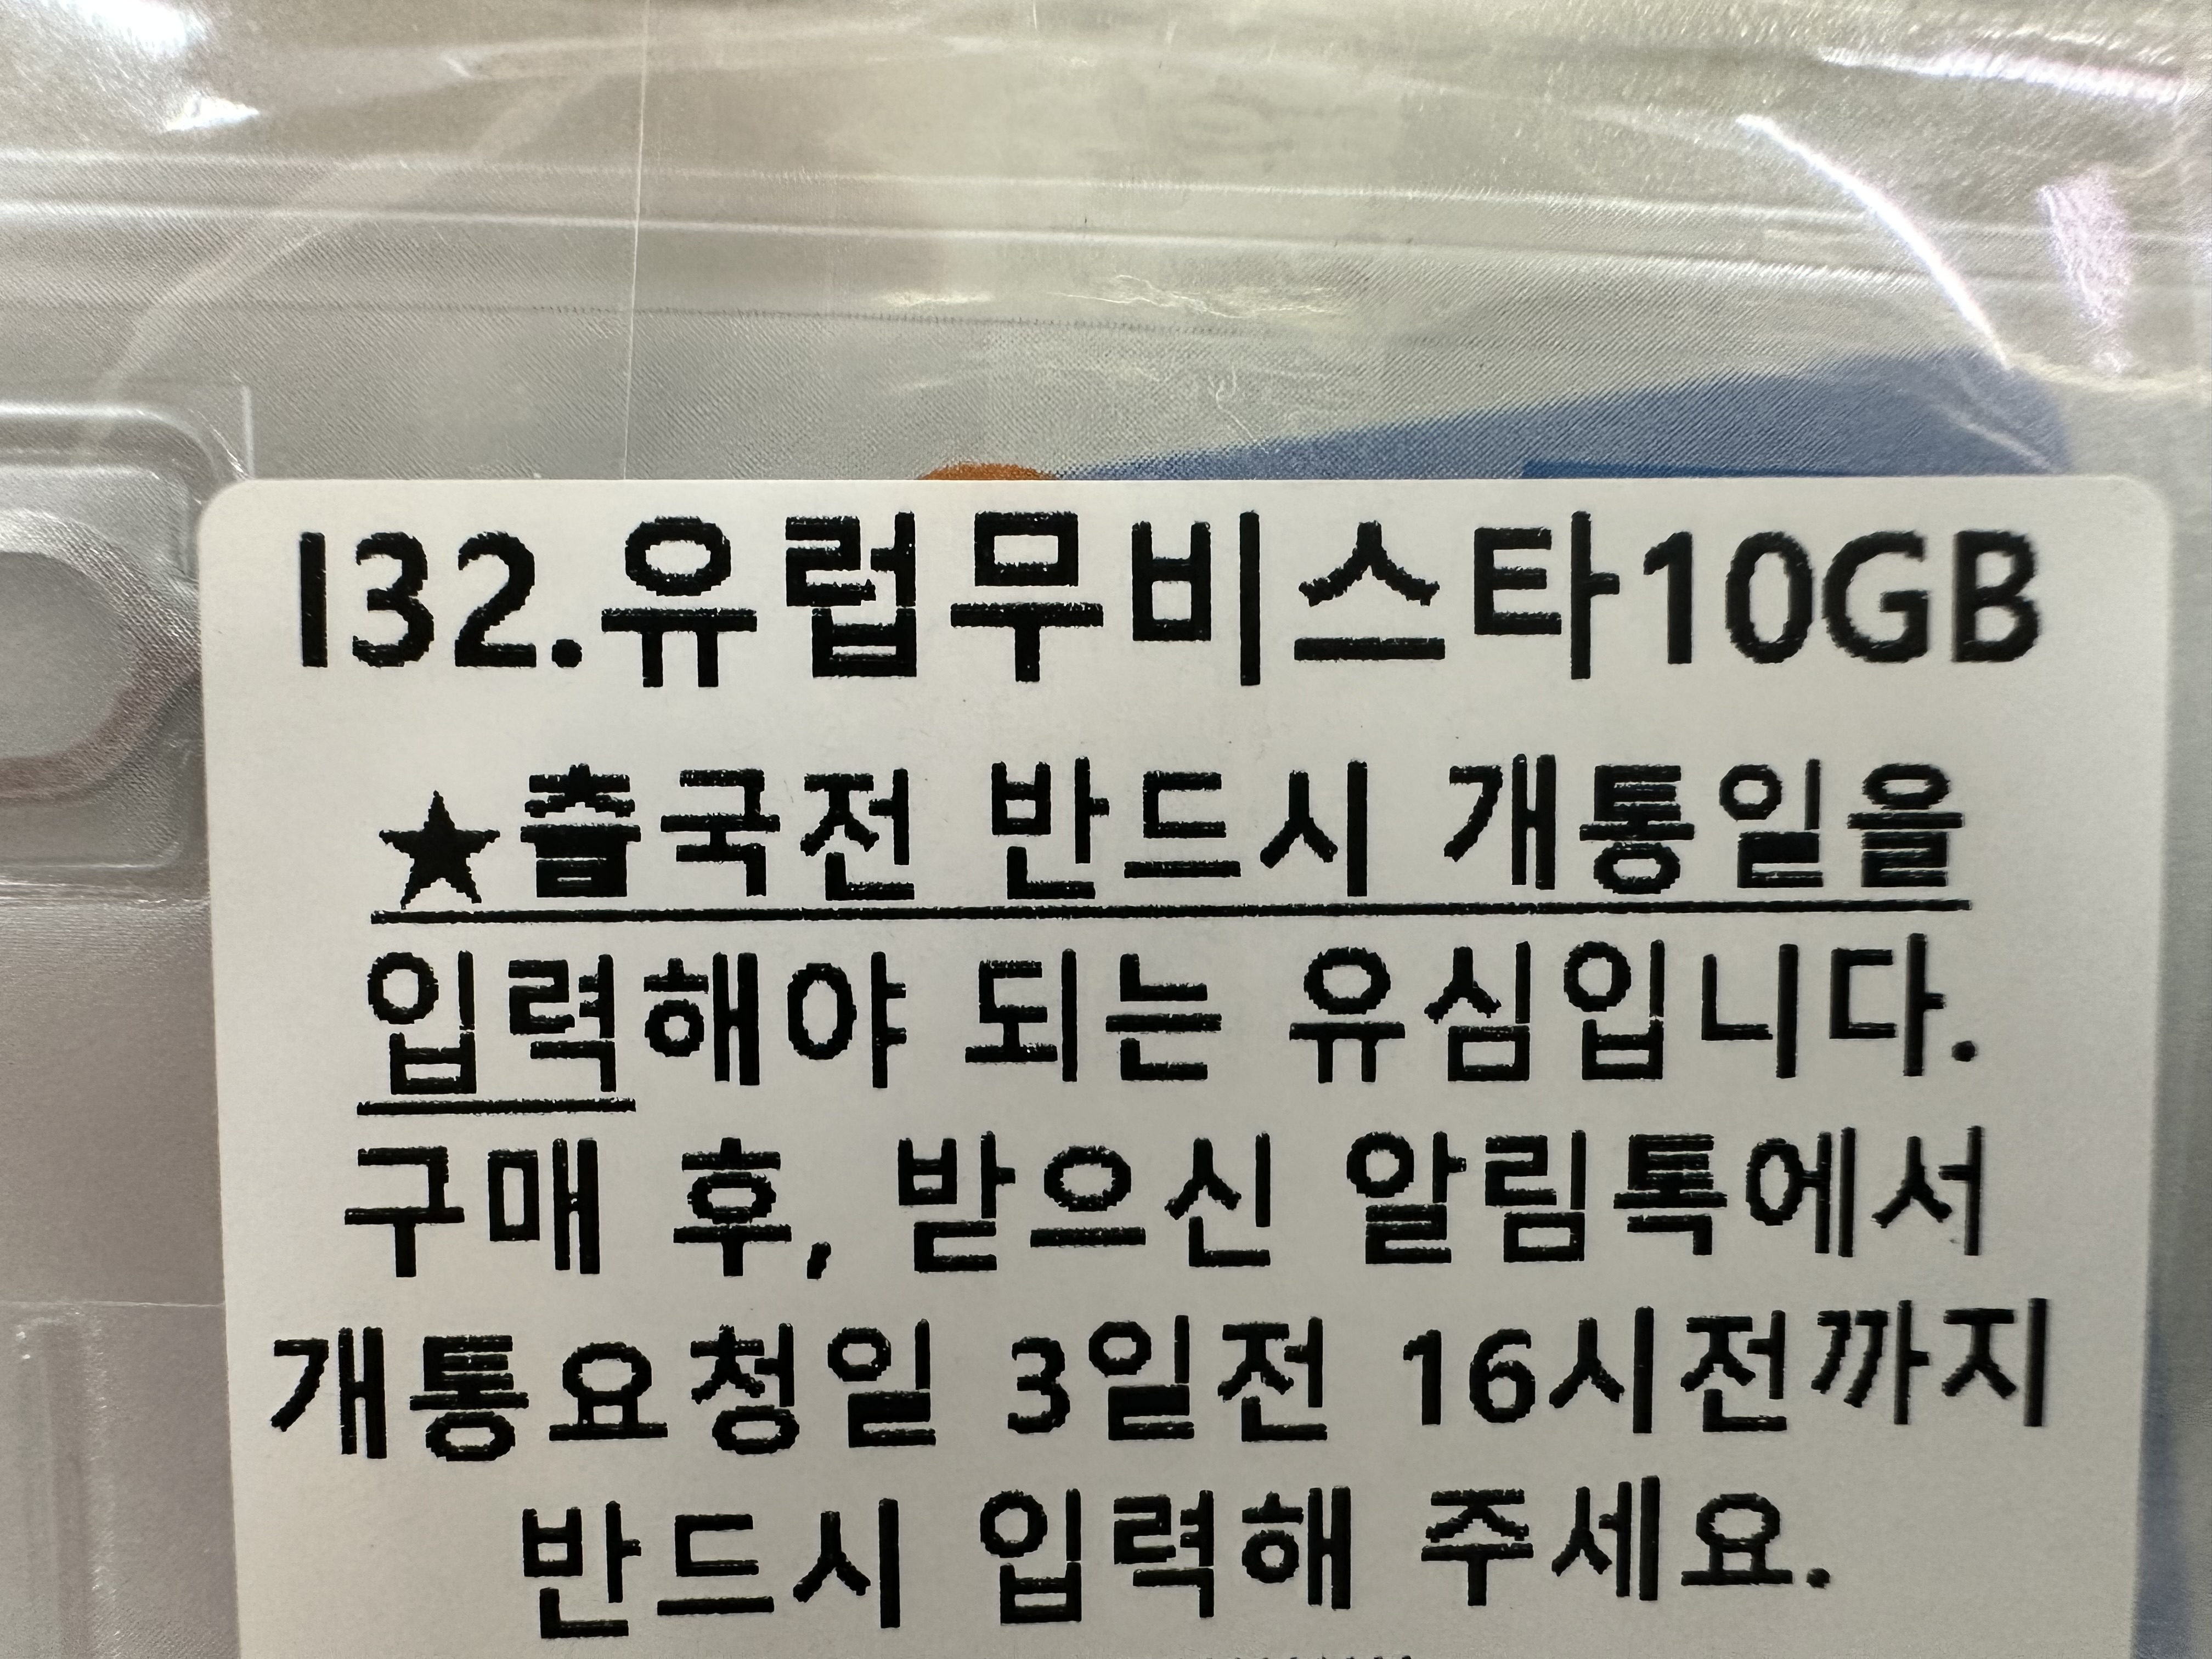 I32.유럽무비스타10GB
★출국전 반드시 개통일을
입력해야 되는 유심입니다.
구매 후, 받으신 알림톡에서
개통요청일 3일전 16시전까지
반드시 입력해 주세요.